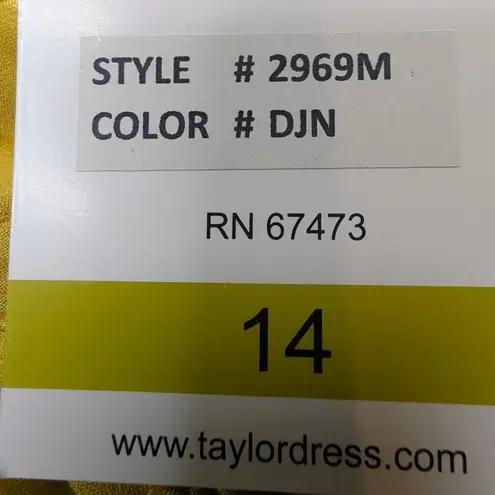 STYLE # 2969M
COLOR # DJN
RN 67473
14
www.taylordress.com